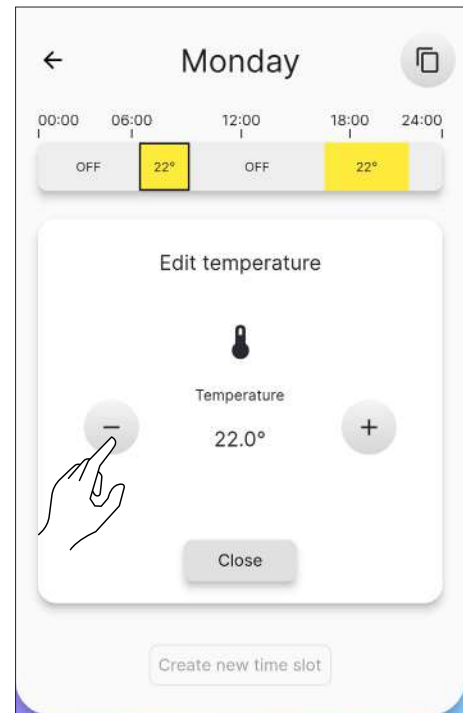 Monday
00:00 06:00 12:00 18:00 24:00
OFF 22° OFF 22°
Edit temperature
Temperature
− 22.0° +
Close
Create new time slot